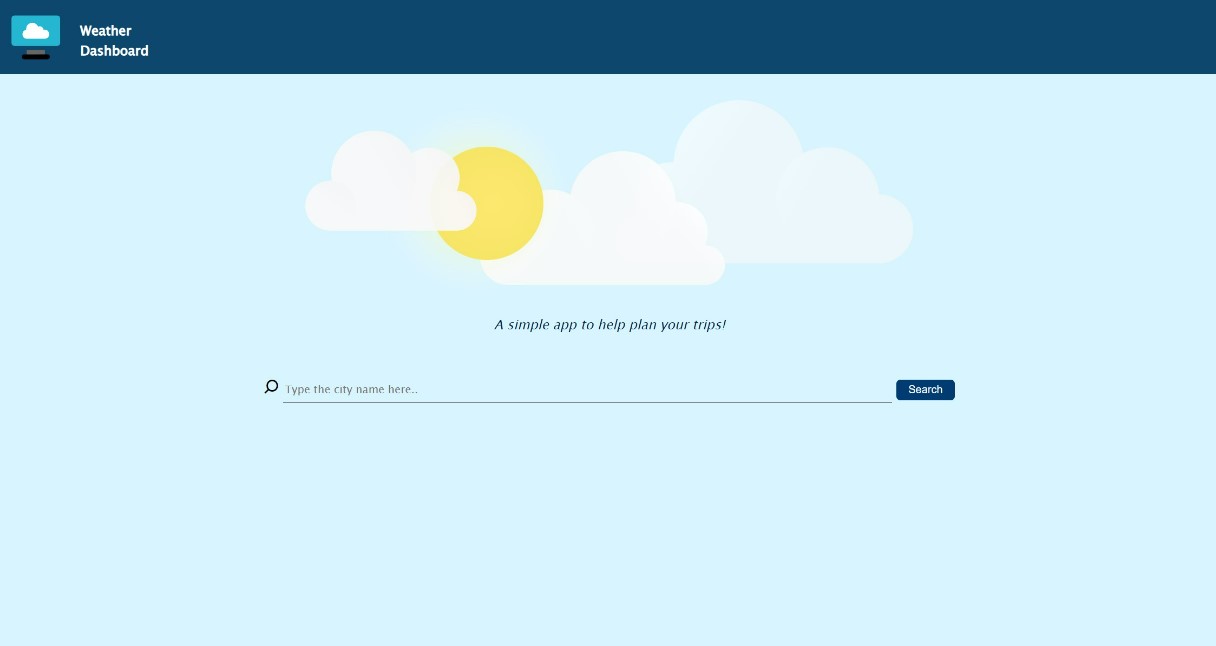 Weather
Dashboard
A simple app to help plan your trips!
Type the city name here..
Search